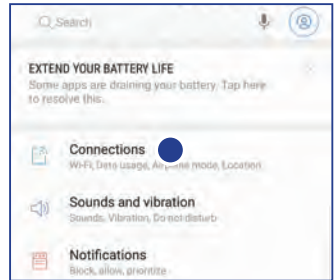 Search
EXTEND YOUR BATTERY LIFE
Some apps are draining your battery. Tap here
to resolve this.
Connections
Wi-Fi, Data usage, Airplane mode, Location
Sounds and vibration
Sounds, Vibration, Do not disturb
Notifications
Block, allow, prioritize